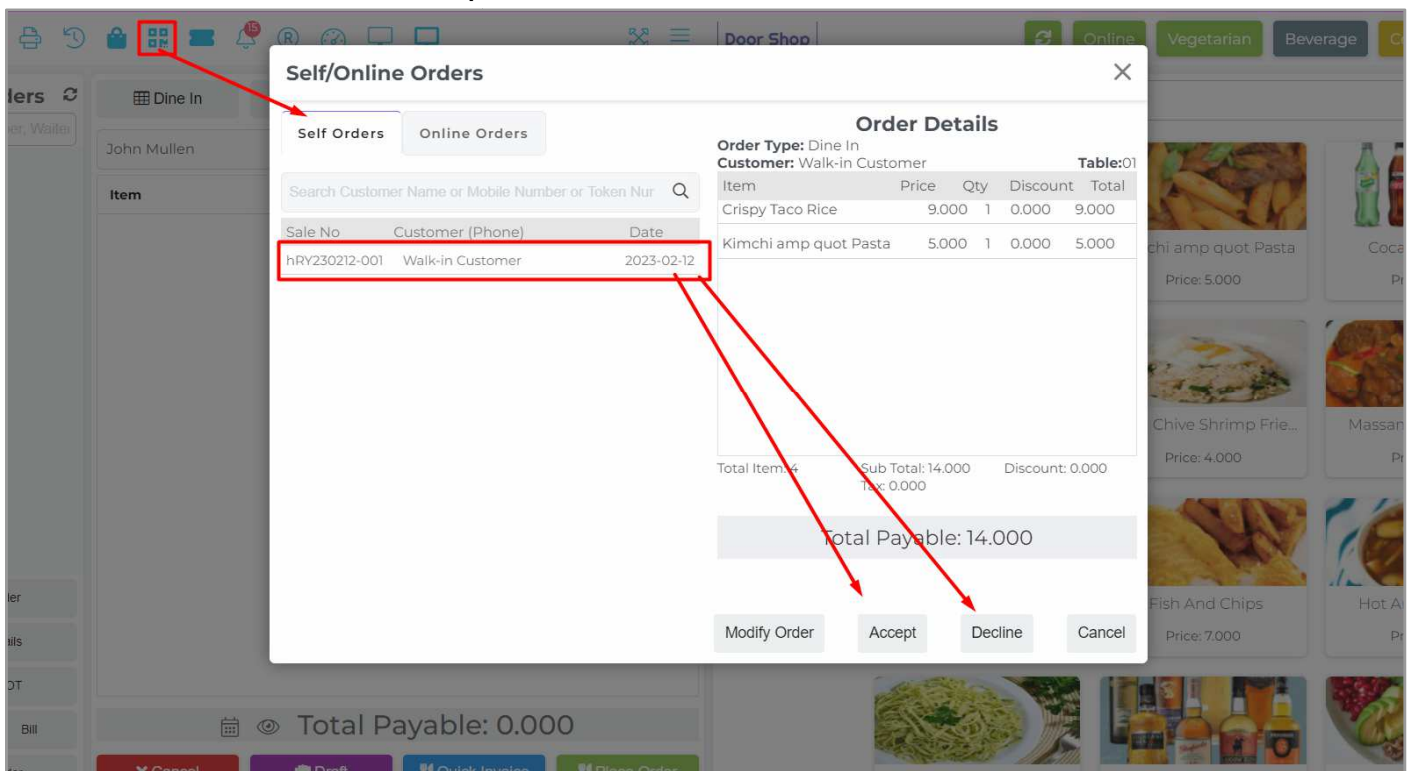 15
R
Door Shop
Online
Vegetarian
Beverage
Self/Online Orders
Dine In
John Mullen
Item
Self Orders
Online Orders
Search Customer Name or Mobile Number or Token Nur
Sale No Customer (Phone) Date
hRY230212-001 Walk-in Customer 2023-02-12
Order Details
Order Type: Dine In
Customer: Walk-in Customer Table:01
Item Price Qty Discount Total
Crispy Taco Rice 9.000 1 0.000 9.000
Kimchi amp quot Pasta 5.000 1 0.000 5.000
Total Item: 4 Sub Total: 14.000 Discount: 0.000
Tax: 0.000
Total Payable: 14.000
Modify Order
Accept
Decline
Cancel
chi amp quot Pasta
Coca
Price: 5.000
Chive Shrimp Frie...
Massan
Price: 4.000
Fish And Chips
Hot A
Price: 7.000
Bill
Total Payable: 0.000
Cancel
Draft
Quick Invoice
Place Order